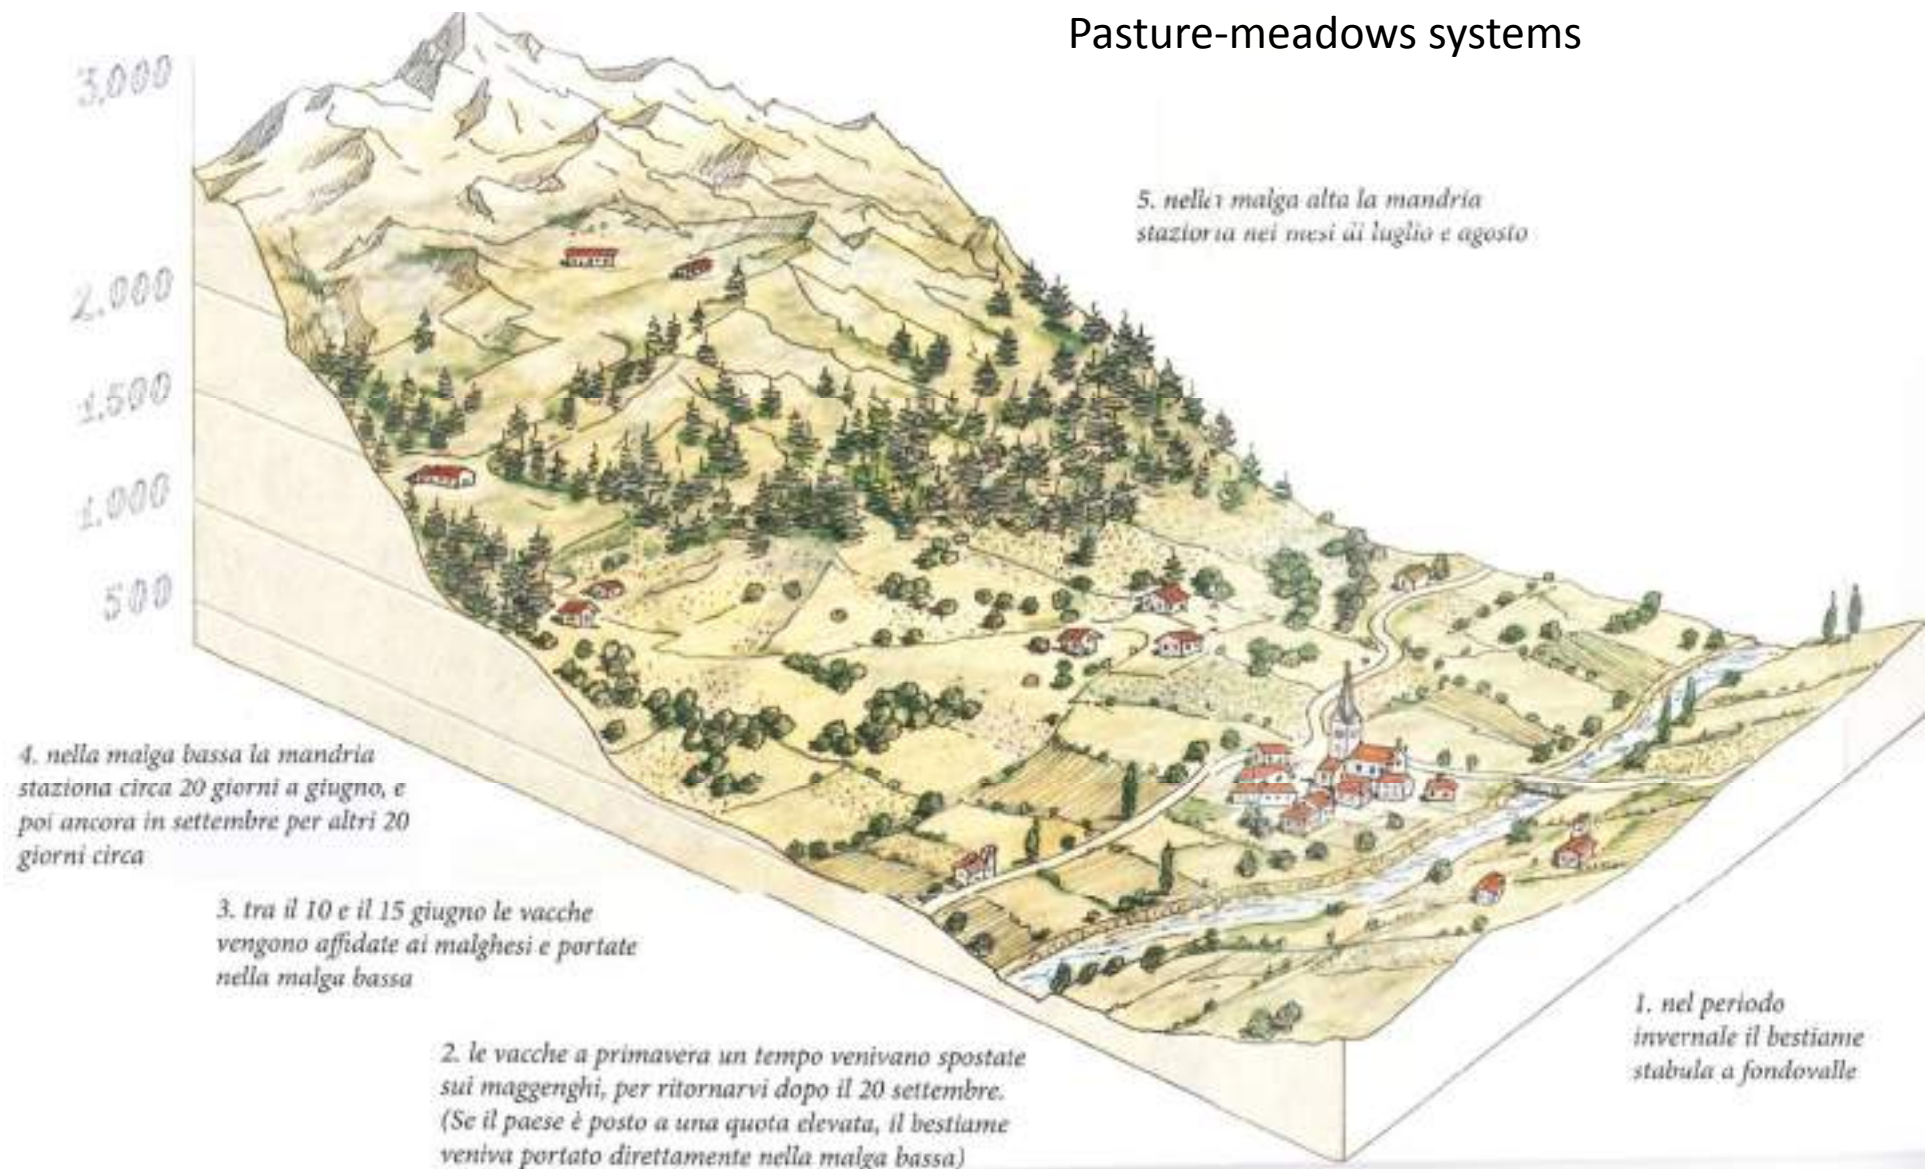 Pasture-meadows systems
3.000
2.000
1.500
1.000
500
5. nella malga alta la mandria
staziona nei mesi di luglio e agosto
4. nella malga bassa la mandria
staziona circa 20 giorni a giugno, e
poi ancora in settembre per altri 20
giorni circa
3. tra il 10 e il 15 giugno le vacche
vengono affidate ai malghesi e portate
nella malga bassa
2. le vacche a primavera un tempo venivano spostate
sui maggenghi, per ritornarvi dopo il 20 settembre.
(Se il paese è posto a una quota elevata, il bestiame
veniva portato direttamente nella malga bassa)
1. nel periodo
invernale il bestiame
stabula a fondovalle